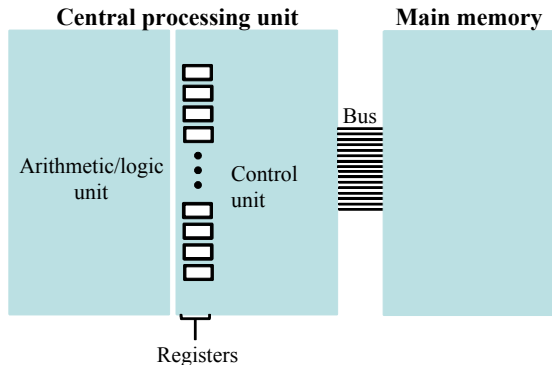 Central processing unit
Main memory
Bus
Arithmetic/logic
unit
Control
unit
Registers